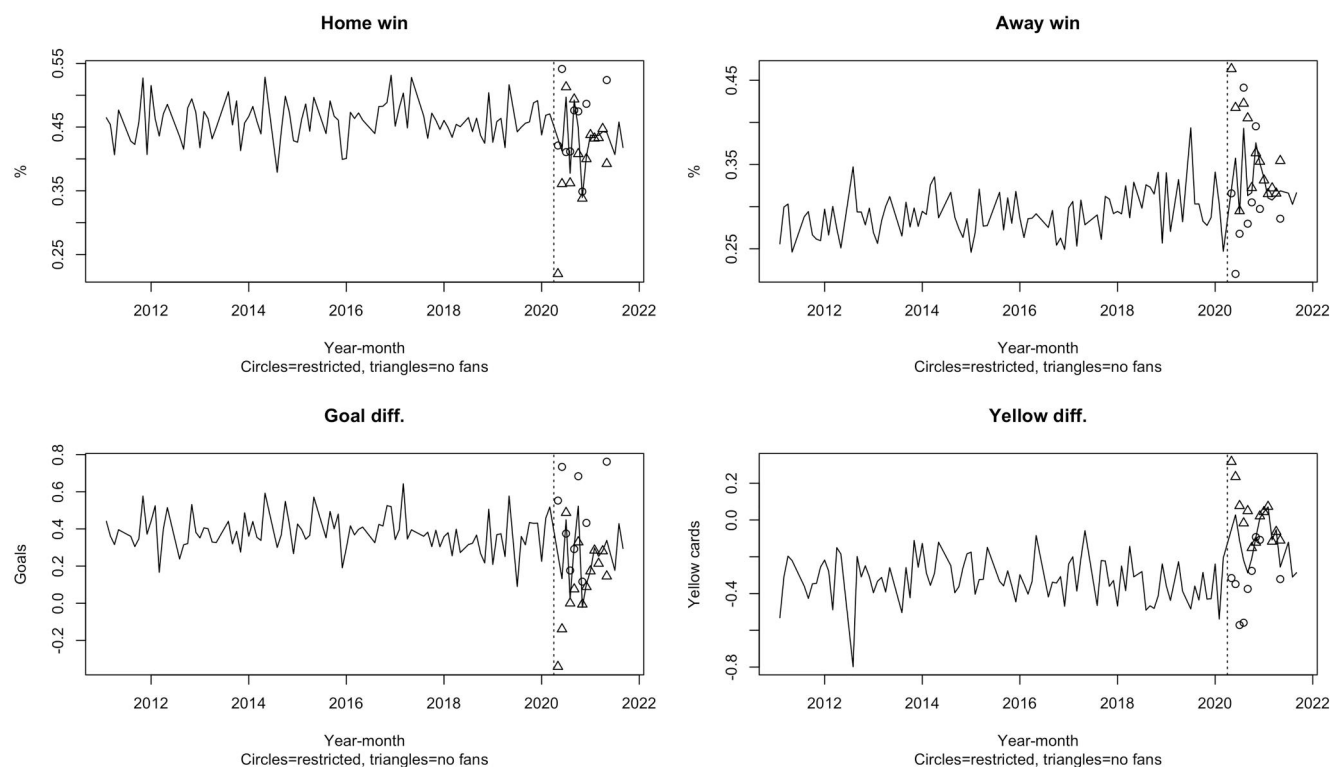 Home win
%
0.55
0.45
0.35
0.25
2012 2014 2016 2018 2020 2022
Year-month
Circles=restricted, triangles=no fans
Away win
%
0.45
0.35
0.25
2012 2014 2016 2018 2020 2022
Year-month
Circles=restricted, triangles=no fans
Goal diff.
Goals
0.8
0.6
0.4
0.2
0.0
-0.2
2012 2014 2016 2018 2020 2022
Year-month
Circles=restricted, triangles=no fans
Yellow diff.
Yellow cards
0.2
0.0
-0.4
-0.8
2012 2014 2016 2018 2020 2022
Year-month
Circles=restricted, triangles=no fans